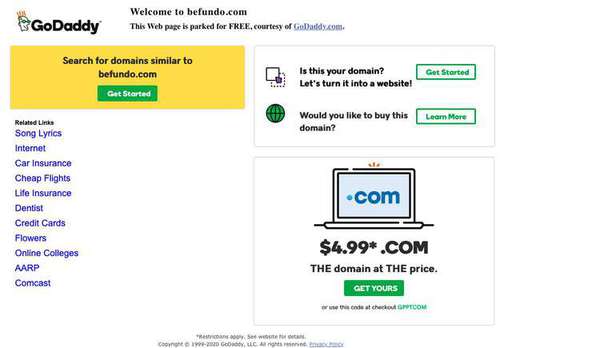 GoDaddy
Welcome to befundo.com
This Web page is parked for FREE, courtesy of GoDaddy.com.
Search for domains similar to
befundo.com
Get Started
Related Links
Song Lyrics
Internet
Car Insurance
Cheap Flights
Life Insurance
Dentist
Credit Cards
Flowers
Online Colleges
AARP
Comcast
Is this your domain?
Let's turn it into a website!
Get Started
Would you like to buy this
domain?
Learn More
.com
$4.99* .COM
THE domain at THE price.
GET YOURS
or use this code at checkout GPPTCOM
*Restrictions apply. See website for details.
Copyright © 1999-2020 GoDaddy, LLC. All rights reserved. Privacy Policy